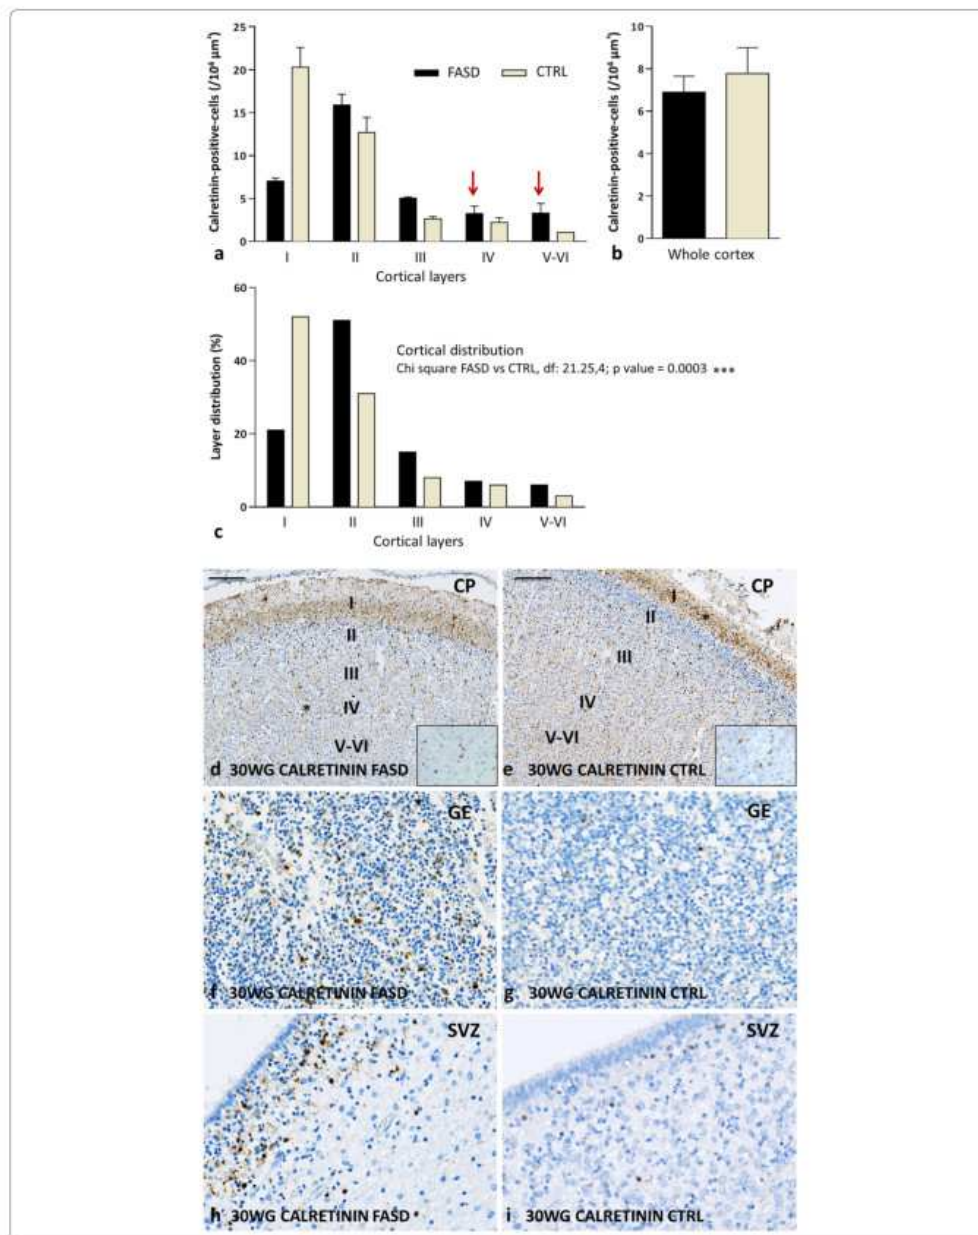 Calretinin-positive-cells (/10⁶ µm²)
25
20
15
10
5
0
FASD
CTRL
I
II
III
IV
V-VI
Cortical layers
a
Calretinin-positive-cells (/10⁶ µm²)
10
8
6
4
2
0
b
Whole cortex
Layer distribution (%)
60
40
20
0
Cortical distribution
Chi square FASD vs CTRL, df: 21.25,4; p value = 0.0003 ***
I
II
III
IV
V-VI
c
Cortical layers
CP
I
II
III
IV
V-VI
d 30WG CALRETININ FASD
CP
I
II
III
IV
V-VI
e 30WG CALRETININ CTRL
GE
f 30WG CALRETININ FASD
GE
g 30WG CALRETININ CTRL
SVZ
h 30WG CALRETININ FASD
SVZ
i 30WG CALRETININ CTRL